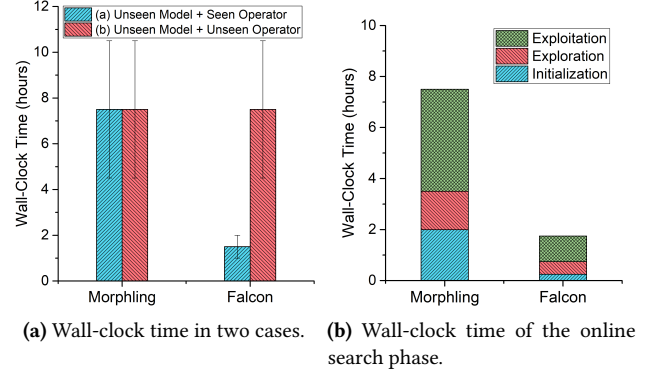 12
10
8
6
4
2
0
Wall-Clock Time (hours)
(a) Unseen Model + Seen Operator
(b) Unseen Model + Unseen Operator
Morphling
Falcon
10
8
6
4
2
0
Wall-Clock Time (hours)
Exploitation
Exploration
Initialization
Morphling
Falcon
(a) Wall-clock time in two cases.
(b) Wall-clock time of the online
search phase.